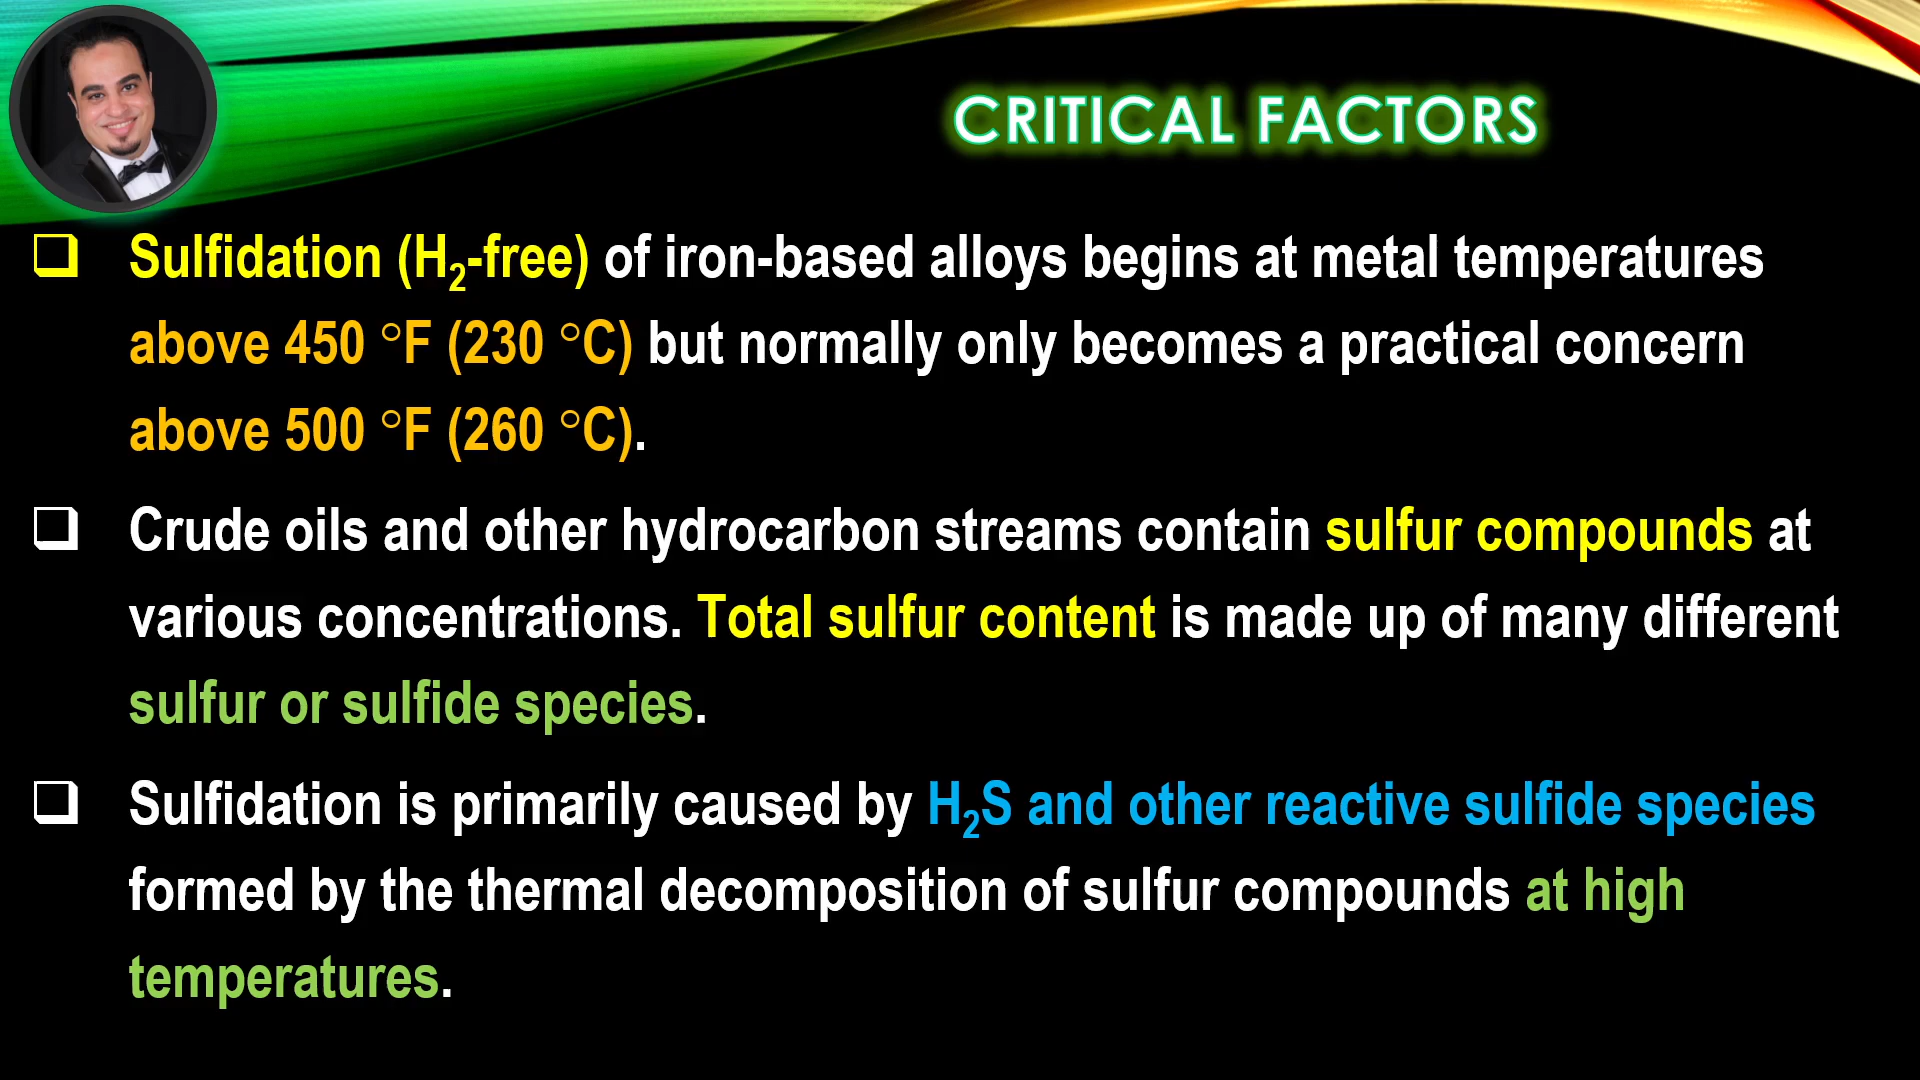 CRITICAL FACTORS
❑ Sulfidation (H₂-free) of iron-based alloys begins at metal temperatures
above 450 °F (230 °C) but normally only becomes a practical concern
above 500 °F (260 °C).
❑ Crude oils and other hydrocarbon streams contain sulfur compounds at
various concentrations. Total sulfur content is made up of many different
sulfur or sulfide species.
❑ Sulfidation is primarily caused by H₂S and other reactive sulfide species
formed by the thermal decomposition of sulfur compounds at high
temperatures.